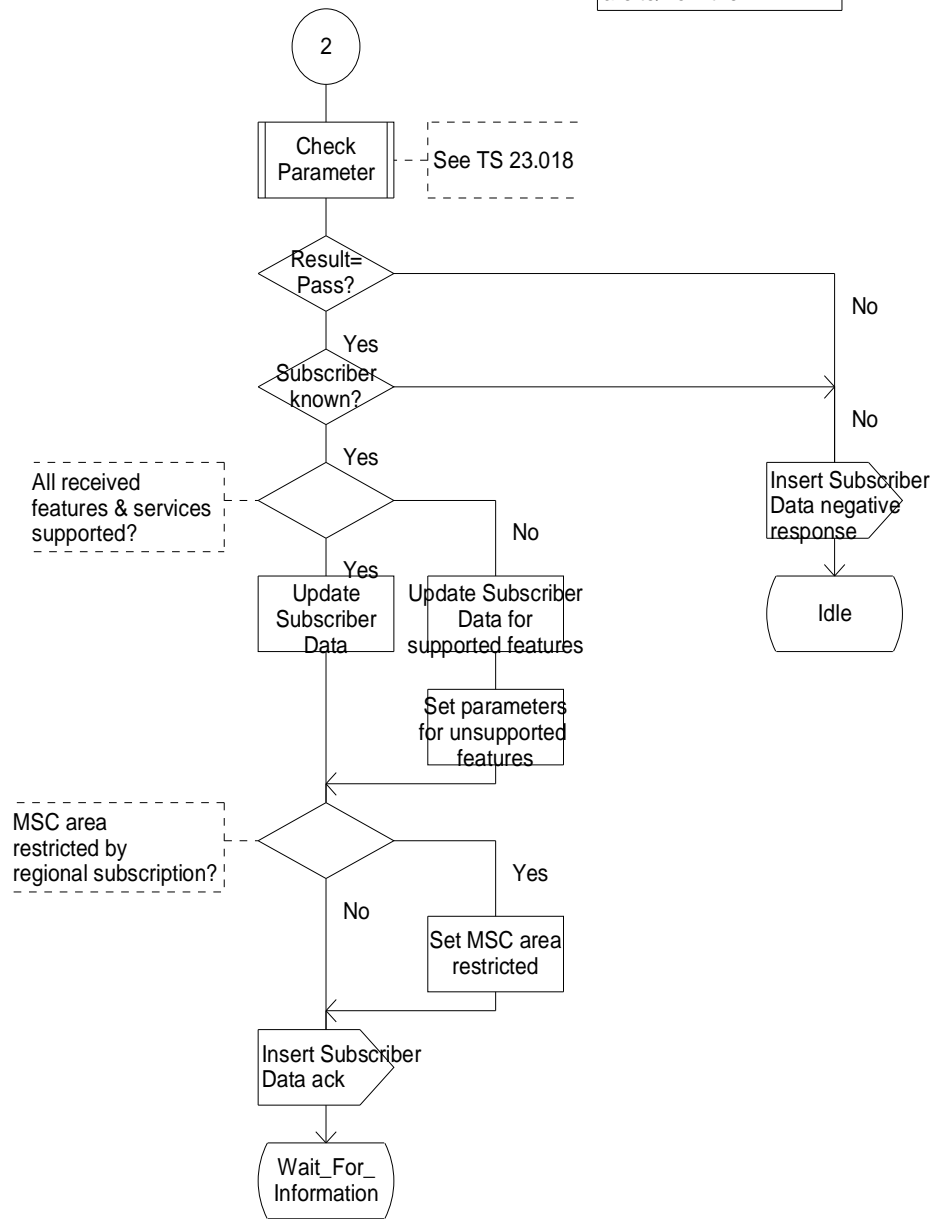 2
Check
Parameter
See TS 23.018
Result=
Pass?
No
Yes
Subscriber
known?
No
Yes
All received
features & services
supported?
Insert Subscriber
Data negative
response
No
Yes
Update
Subscriber
Data
Update Subscriber
Data for
supported features
Idle
Set parameters
for unsupported
features
MSC area
restricted by
regional subscription?
Yes
No
Set MSC area
restricted
Insert Subscriber
Data ack
Wait_For_
Information